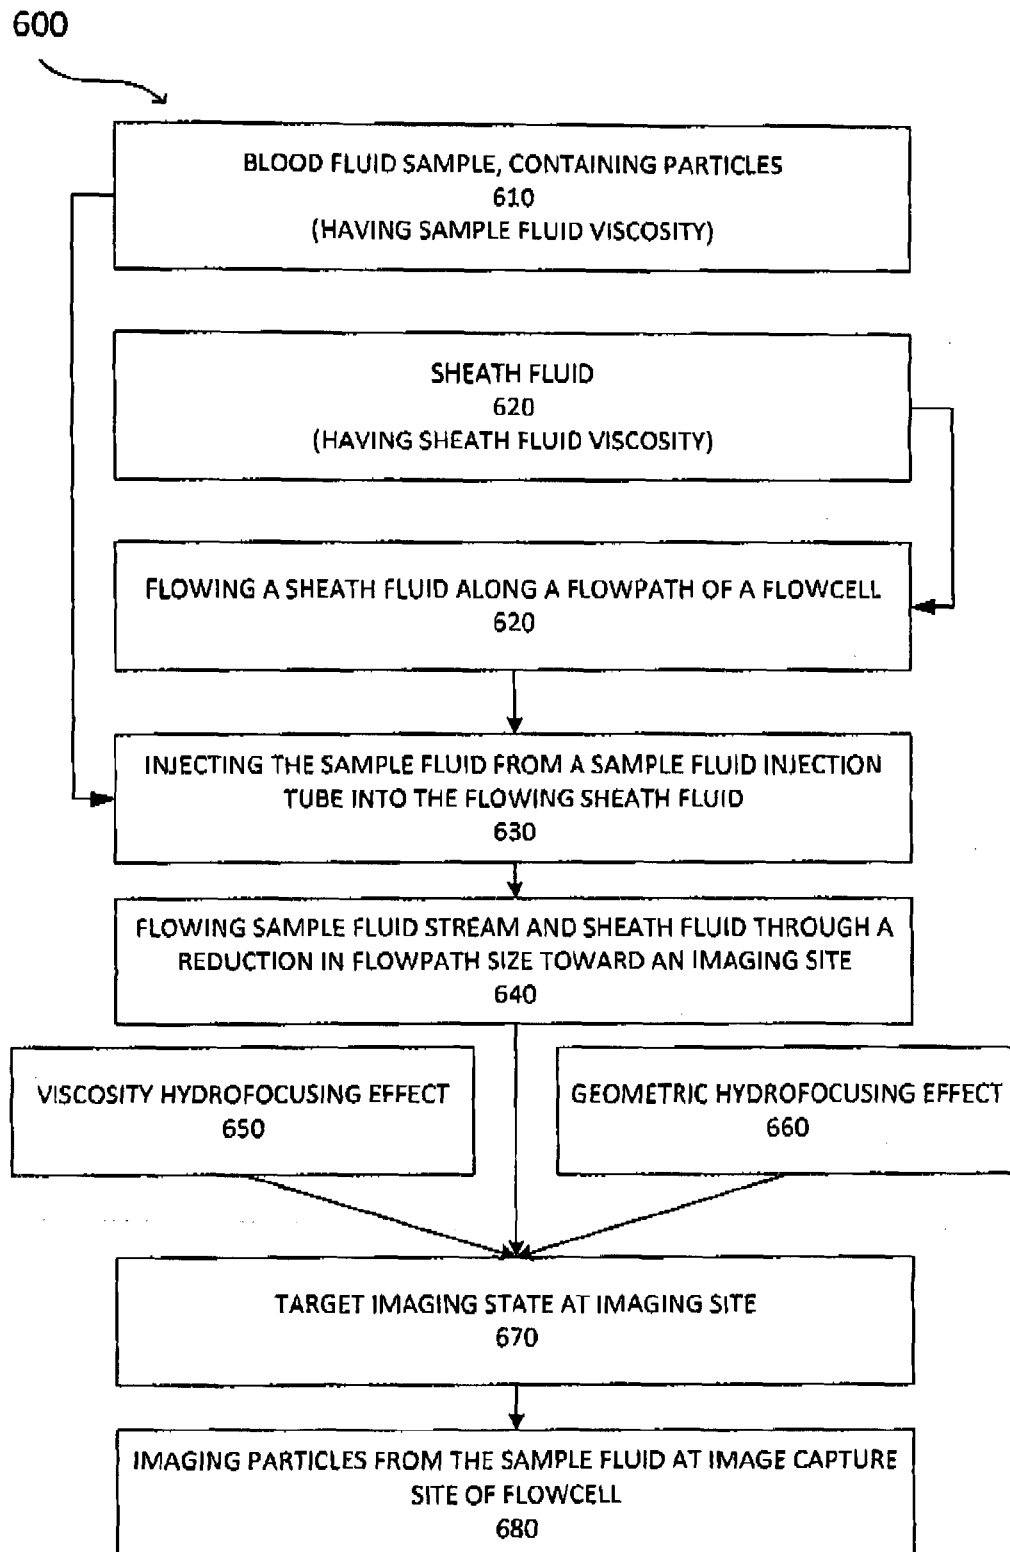 600
BLOOD FLUID SAMPLE, CONTAINING PARTICLES
610
(HAVING SAMPLE FLUID VISCOSITY)
SHEATH FLUID
620
(HAVING SHEATH FLUID VISCOSITY)
FLOWING A SHEATH FLUID ALONG A FLOWPATH OF A FLOWCELL
620
INJECTING THE SAMPLE FLUID FROM A SAMPLE FLUID INJECTION
TUBE INTO THE FLOWING SHEATH FLUID
630
FLOWING SAMPLE FLUID STREAM AND SHEATH FLUID THROUGH A
REDUCTION IN FLOWPATH SIZE TOWARD AN IMAGING SITE
640
VISCOSITY HYDROFOCUSING EFFECT
650
GEOMETRIC HYDROFOCUSING EFFECT
660
TARGET IMAGING STATE AT IMAGING SITE
670
IMAGING PARTICLES FROM THE SAMPLE FLUID AT IMAGE CAPTURE
SITE OF FLOWCELL
680